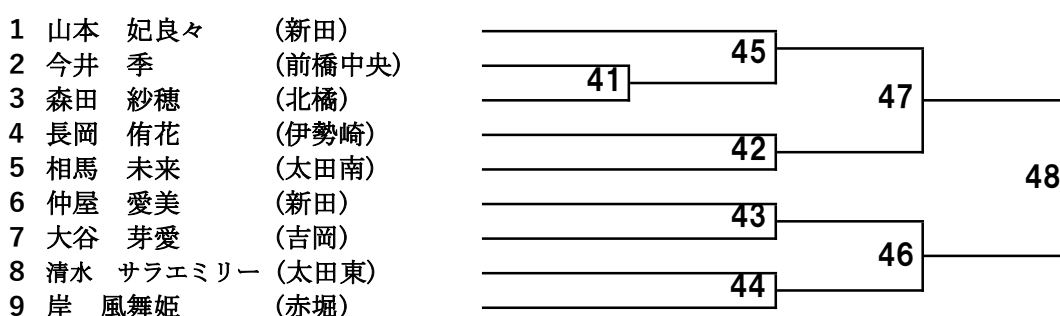 1 山本 妃良々 (新田)
2 今井 季 (前橋中央)
3 森田 紗穂 (北橘)
4 長岡 侑花 (伊勢崎)
5 相馬 未来 (太田南)
6 仲屋 愛美 (新田)
7 大谷 芽愛 (吉岡)
8 清水 サラエミリー (太田東)
9 岸 風舞姫 (赤堀)
45
41
47
42
48
43
46
44